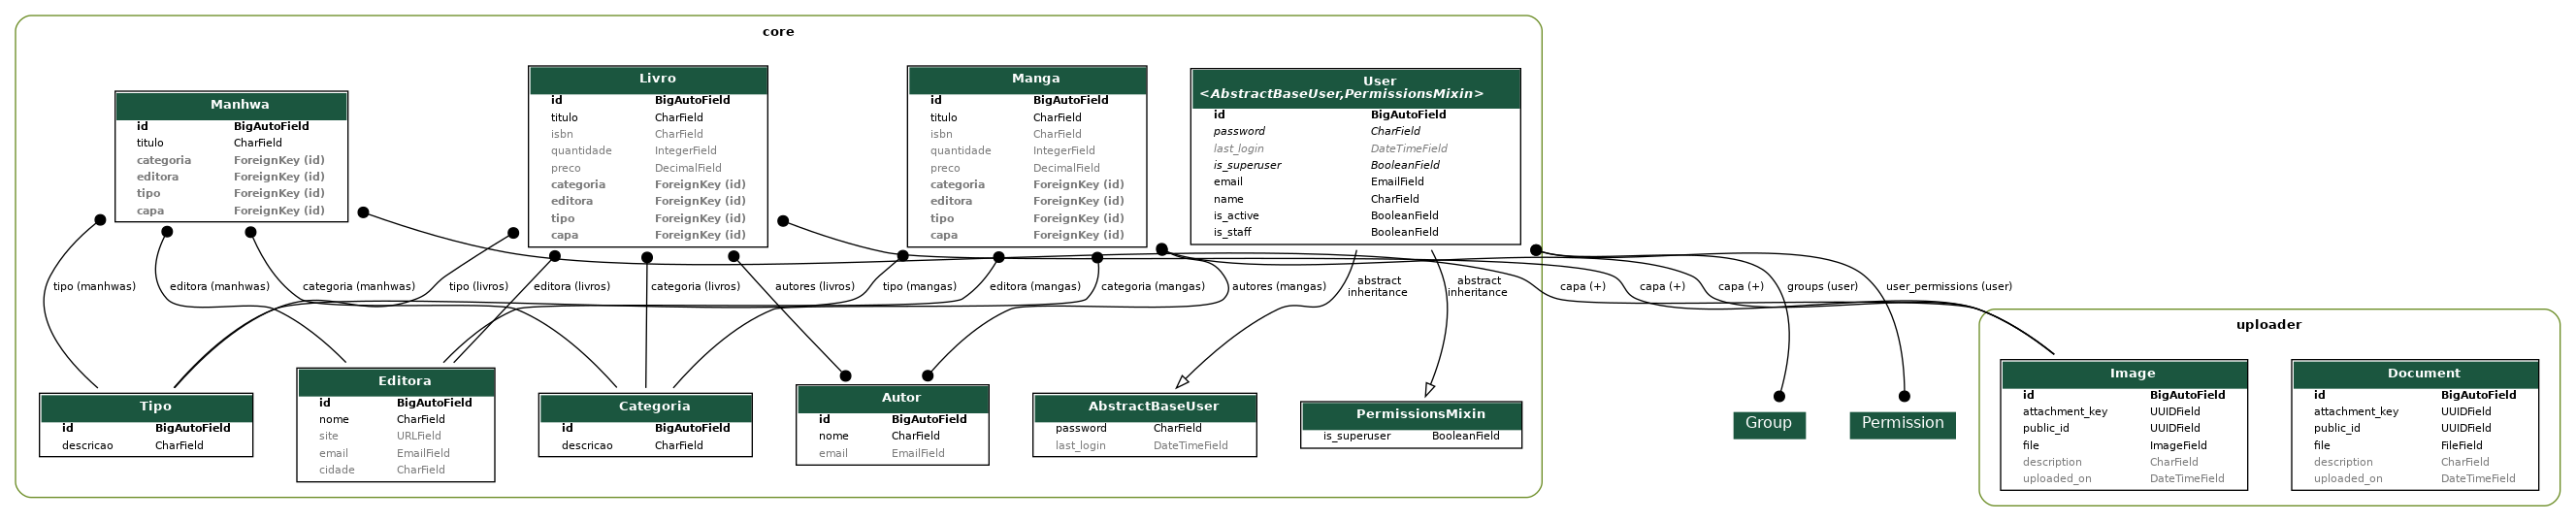 core
Manhwa
id BigAutoField
titulo CharField
categoria ForeignKey (id)
editora ForeignKey (id)
tipo ForeignKey (id)
capa ForeignKey (id)
Livro
id BigAutoField
titulo CharField
isbn CharField
quantidade IntegerField
preco DecimalField
categoria ForeignKey (id)
editora ForeignKey (id)
tipo ForeignKey (id)
capa ForeignKey (id)
Manga
id BigAutoField
titulo CharField
isbn CharField
quantidade IntegerField
preco DecimalField
categoria ForeignKey (id)
editora ForeignKey (id)
tipo ForeignKey (id)
capa ForeignKey (id)
User
<AbstractBaseUser,PermissionsMixin>
id BigAutoField
password CharField
last_login DateTimeField
is_superuser BooleanField
email EmailField
name CharField
is_active BooleanField
is_staff BooleanField
tipo (manhwas)
editora (manhwas)
categoria (manhwas)
tipo (livros)
editora (livros)
categoria (livros)
autores (livros)
tipo (mangas)
editora (mangas)
categoria (mangas)
autores (mangas)
abstract
inheritance
abstract
inheritance
capa (+)
capa (+)
capa (+)
groups (user)
user_permissions (user)
Tipo
id BigAutoField
descricao CharField
Editora
id BigAutoField
nome CharField
site URLField
email EmailField
cidade CharField
Categoria
id BigAutoField
descricao CharField
Autor
id BigAutoField
nome CharField
email EmailField
AbstractBaseUser
password CharField
last_login DateTimeField
PermissionsMixin
is_superuser BooleanField
Group
Permission
uploader
Image
id BigAutoField
attachment_key UUIDField
public_id UUIDField
file ImageField
description CharField
uploaded_on DateTimeField
Document
id BigAutoField
attachment_key UUIDField
public_id UUIDField
file FileField
description CharField
uploaded_on DateTimeField